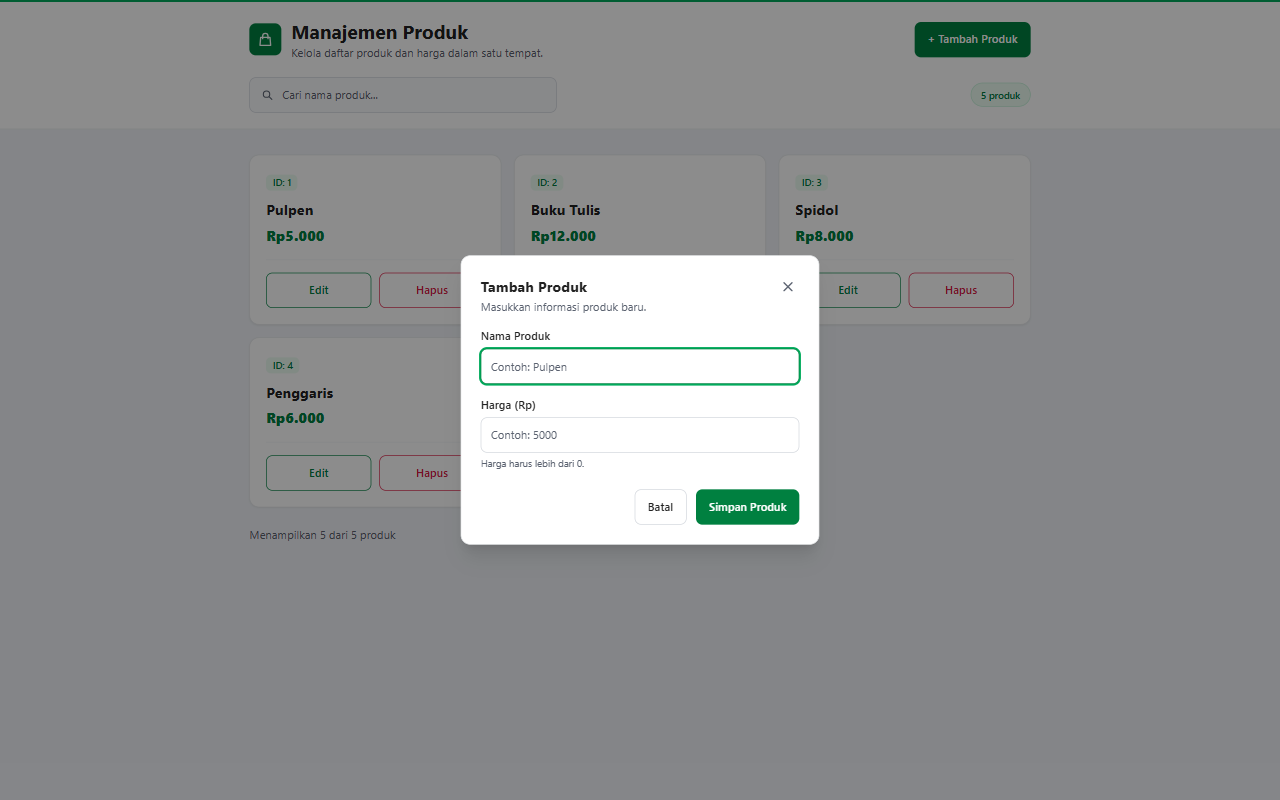 Manajemen Produk
Kelola daftar produk dan harga dalam satu tempat.
+ Tambah Produk
Cari nama produk...
5 produk
ID: 1
Pulpen
Rp5.000
Edit
Hapus
ID: 2
Buku Tulis
Rp12.000
ID: 3
Spidol
Rp8.000
Edit
Hapus
ID: 4
Penggaris
Rp6.000
Edit
Hapus
Menampilkan 5 dari 5 produk
Tambah Produk
Masukkan informasi produk baru.
Nama Produk
Contoh: Pulpen
Harga (Rp)
Contoh: 5000
Harga harus lebih dari 0.
Batal
Simpan Produk